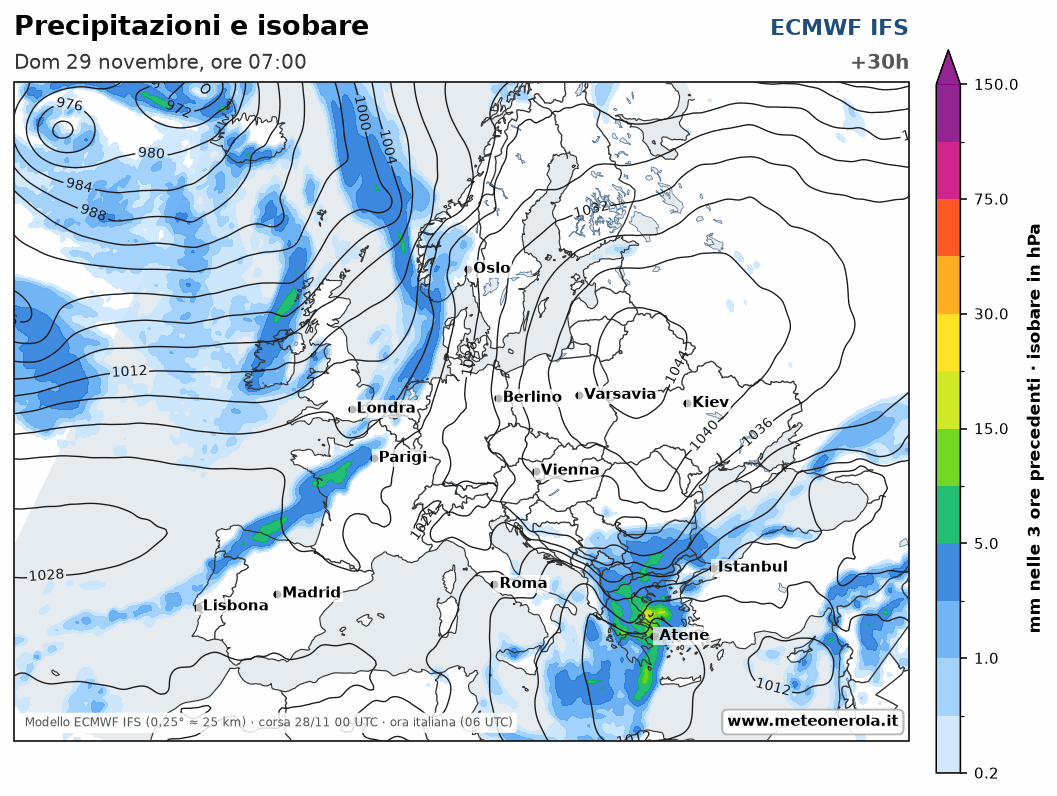 Precipitazioni e isobare
ECMWF IFS
Dom 29 novembre, ore 07:00
+30h
976
972
980
984
988
1000
1004
1032
1012
1028
1024
1044
1040
1036
1012
Oslo
Londra
Berlino
Varsavia
Kiev
Parigi
Vienna
Madrid
Lisbona
Roma
Istanbul
Atene
Modello ECMWF IFS (0,25° ≈ 25 km) · corsa 28/11 00 UTC · ora italiana (06 UTC)
www.meteonerola.it
150.0
75.0
30.0
15.0
5.0
1.0
0.2
mm nelle 3 ore precedenti · isobare in hPa